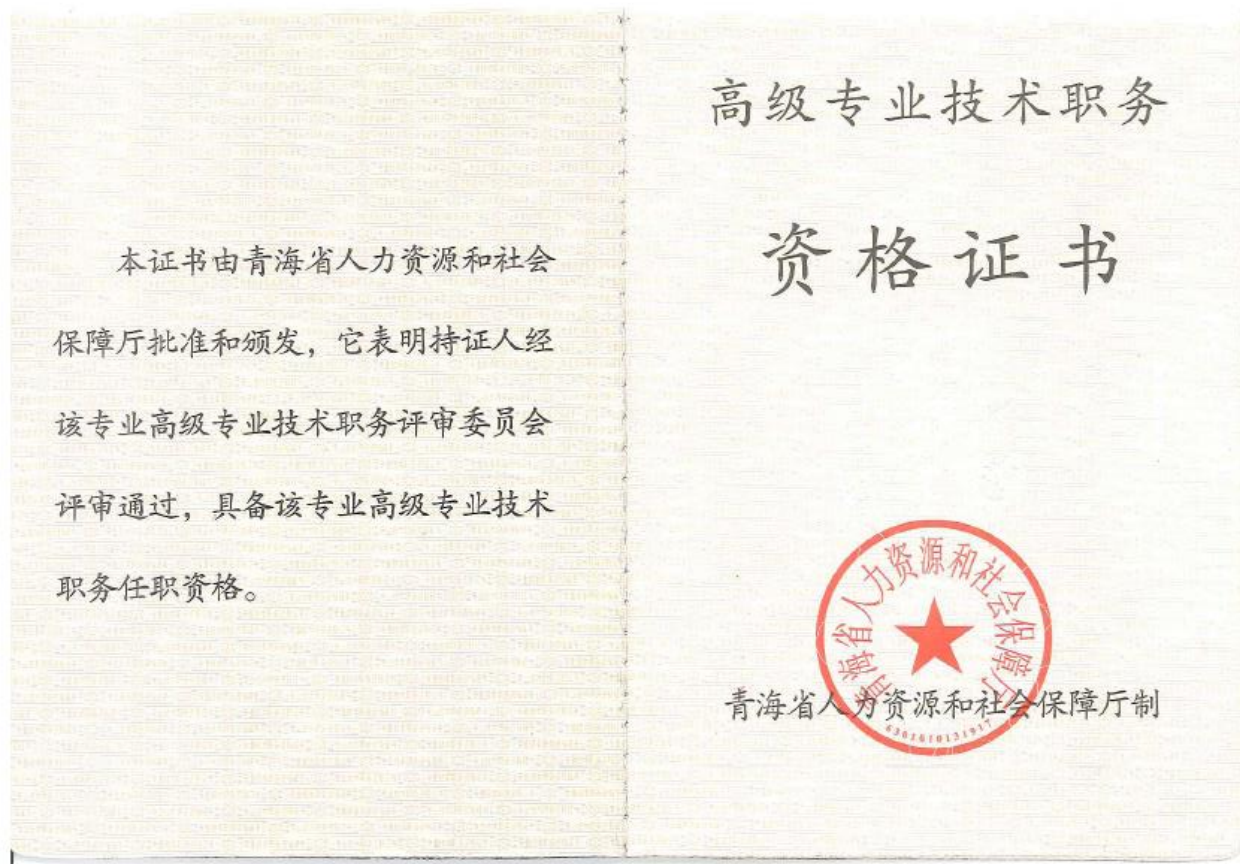 本证书由青海省人力资源和社会
保障厅批准和颁发，它表明持证人经
该专业高级专业技术职务评审委员会
评审通过，具备该专业高级专业技术
职务任职资格。
高级专业技术职务
资格证书
青海省人力资源和社会保障厅
青海省人力资源和社会保障厅制
6301010131917